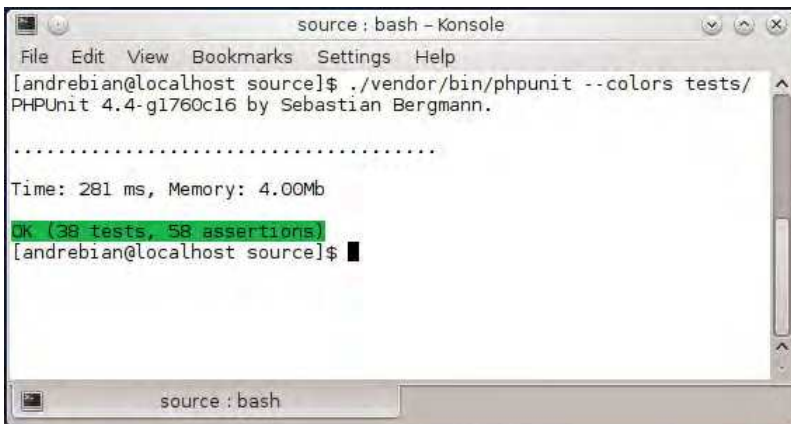 source : bash – Konsole
File Edit View Bookmarks Settings Help
[andrebian@localhost source]$ ./vendor/bin/phpunit --colors tests/
PHPUnit 4.4-g1760c16 by Sebastian Bergmann.
......................................
Time: 281 ms, Memory: 4.00Mb
OK (38 tests, 58 assertions)
[andrebian@localhost source]$
source : bash